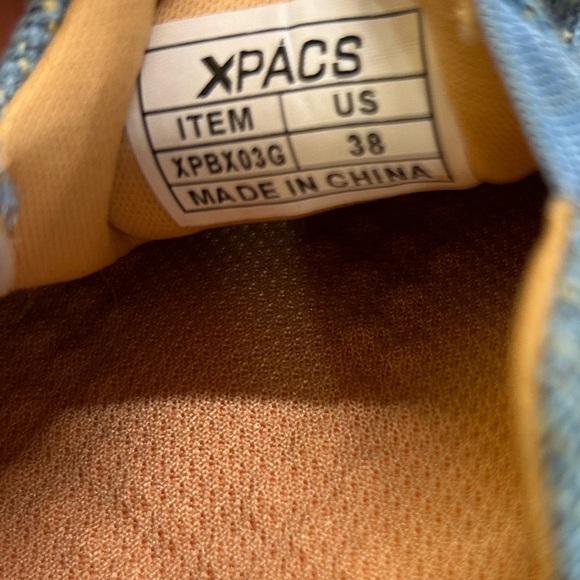 XPACS
ITEM US
XPBX03G 38
MADE IN CHINA